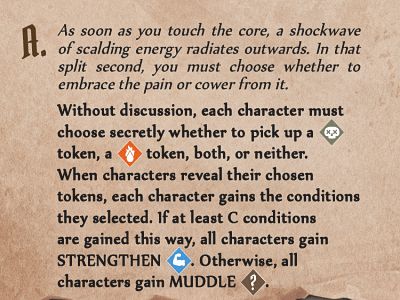 A. As soon as you touch the core, a shockwave
of scalding energy radiates outwards. In that
split second, you must choose whether to
embrace the pain or cower from it.
Without discussion, each character must
choose secretly whether to pick up a
token, a token, both, or neither.
When characters reveal their chosen
tokens, each character gains the conditions
they selected. If at least C conditions
are gained this way, all characters gain
STRENGTHEN . Otherwise, all
characters gain MUDDLE ? .